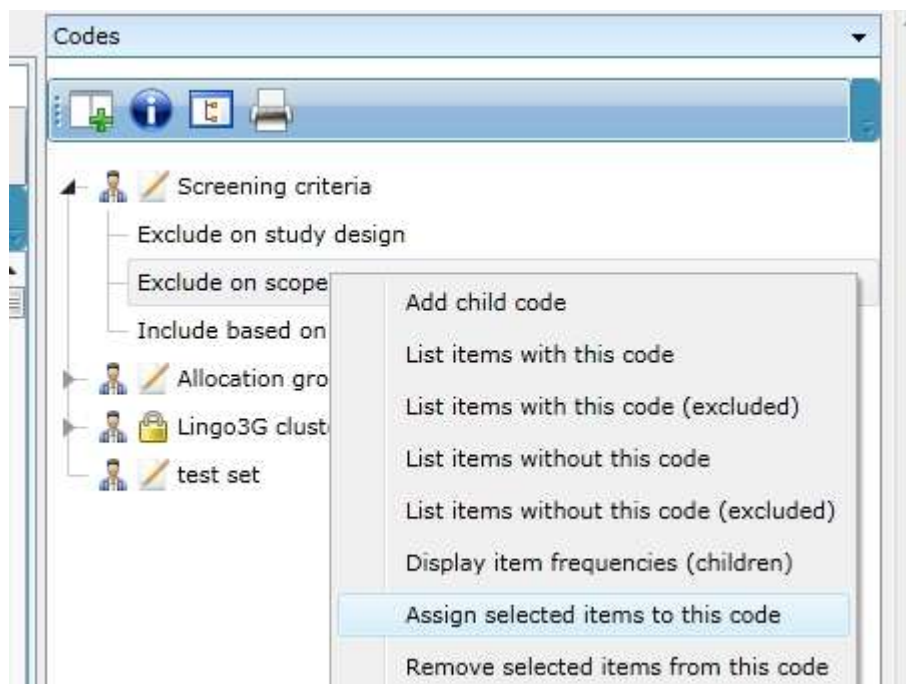 Codes
Screening criteria
Exclude on study design
Exclude on scope
Include based on
Allocation gro
Lingo3G clust
test set
Add child code
List items with this code
List items with this code (excluded)
List items without this code
List items without this code (excluded)
Display item frequencies (children)
Assign selected items to this code
Remove selected items from this code